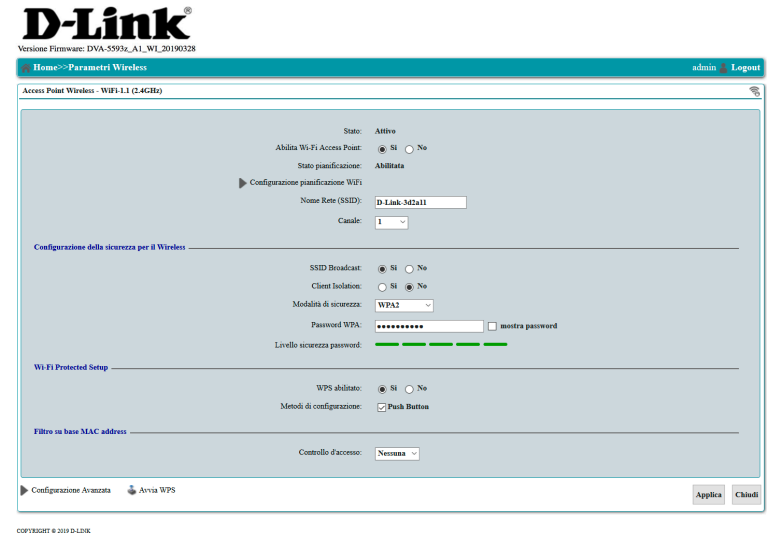 D-Link®
Versione Firmware: DVA-5593z_A1_WI_20190328
Home>>Parametri Wireless admin Logout
Access Point Wireless - WiFi-1.1 (2.4GHz)
Stato: Attivo
Abilita Wi-Fi Access Point: Si No
Stato pianificazione: Abilitata
Configurazione pianificazione WiFi
Nome Rete (SSID): D-Link-3d2a11
Canale: 1
Configurazione della sicurezza per il Wireless
SSID Broadcast: Si No
Client Isolation: Si No
Modalità di sicurezza: WPA2
Password WPA: ●●●●●●●●●● mostra password
Livello sicurezza password:
Wi-Fi Protected Setup
WPS abilitato: Si No
Metodi di configurazione: Push Button
Filtro su base MAC address
Controllo d'accesso: Nessuna
Configurazione Avanzata Avvia WPS Applica Chiudi
COPYRIGHT © 2019 D-LINK